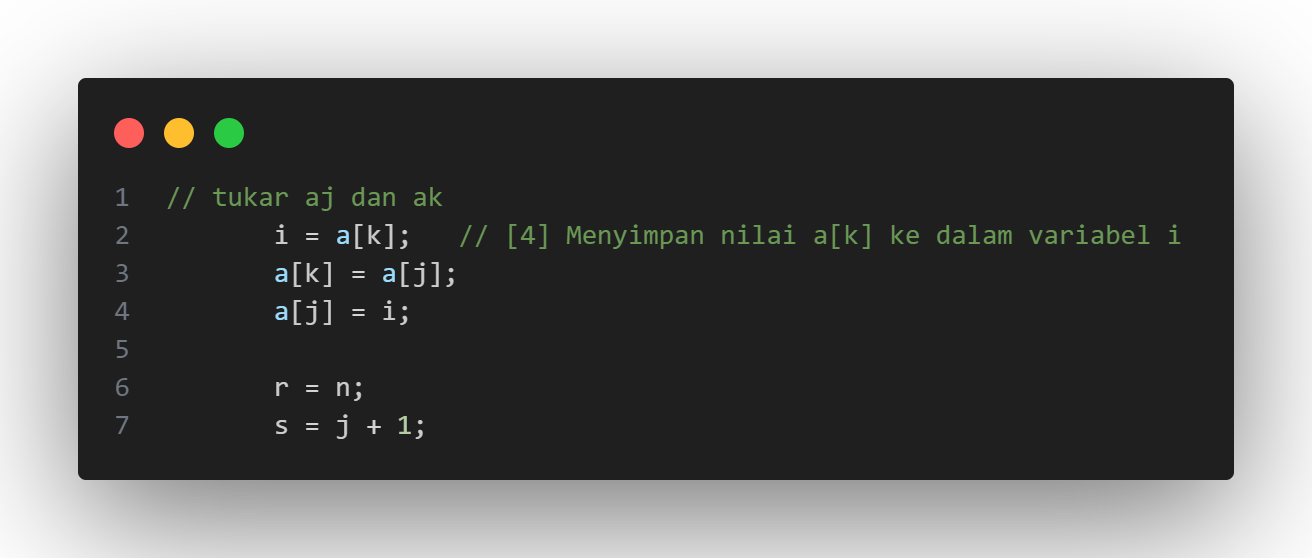 1 // tukar aj dan ak
2 i = a[k]; // [4] Menyimpan nilai a[k] ke dalam variabel i
3 a[k] = a[j];
4 a[j] = i;
5
6 r = n;
7 s = j + 1;